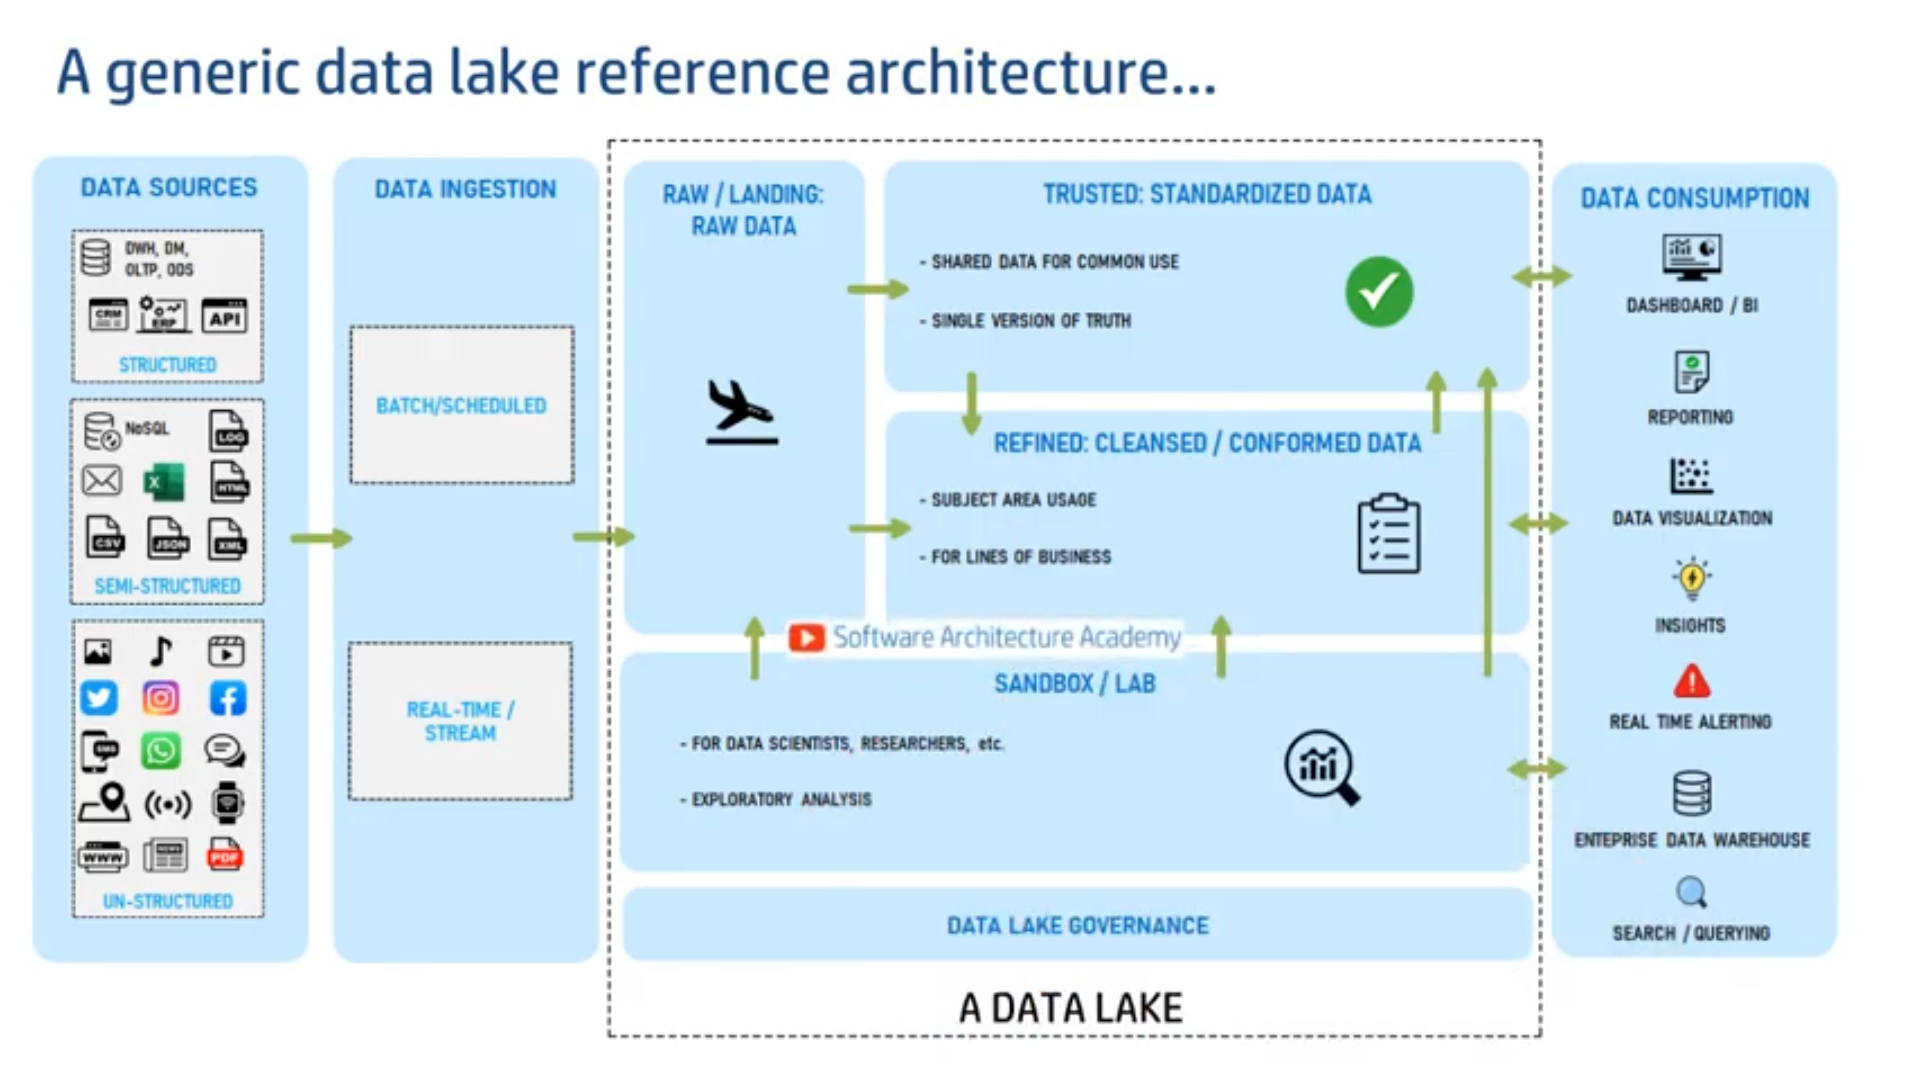 A generic data lake reference architecture...
DATA SOURCES
DWH, DM,
OLTP, ODS
CRM
ERP
API
STRUCTURED
NoSQL
LOG
HTML
CSV
JSON
XML
SEMI-STRUCTURED
SMS
WWW
NEWS
PDF
UN-STRUCTURED
DATA INGESTION
BATCH/SCHEDULED
REAL-TIME /
STREAM
RAW / LANDING:
RAW DATA
TRUSTED: STANDARDIZED DATA
- SHARED DATA FOR COMMON USE
- SINGLE VERSION OF TRUTH
REFINED: CLEANSED / CONFORMED DATA
- SUBJECT AREA USAGE
- FOR LINES OF BUSINESS
Software Architecture Academy
SANDBOX / LAB
- FOR DATA SCIENTISTS, RESEARCHERS, etc.
- EXPLORATORY ANALYSIS
DATA LAKE GOVERNANCE
A DATA LAKE
DATA CONSUMPTION
DASHBOARD / BI
REPORTING
DATA VISUALIZATION
INSIGHTS
REAL TIME ALERTING
ENTEPRISE DATA WAREHOUSE
SEARCH / QUERYING